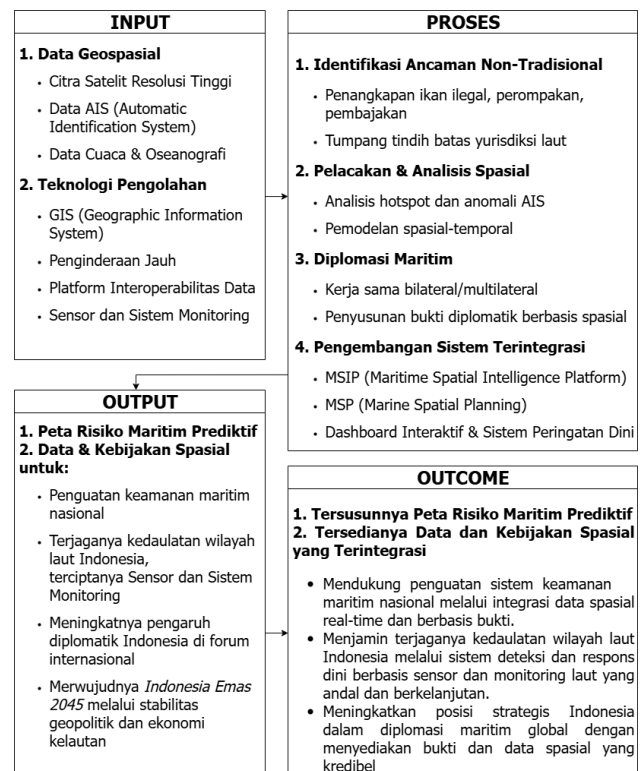 INPUT
1. Data Geospasial
• Citra Satelit Resolusi Tinggi
• Data AIS (Automatic
Identification System)
• Data Cuaca & Oseanografi
2. Teknologi Pengolahan
• GIS (Geographic Information
System)
• Penginderaan Jauh
• Platform Interoperabilitas Data
• Sensor dan Sistem Monitoring
PROSES
1. Identifikasi Ancaman Non-Tradisional
• Penangkapan ikan ilegal, perompakan,
pembajakan
• Tumpang tindih batas yurisdiksi laut
2. Pelacakan & Analisis Spasial
• Analisis hotspot dan anomali AIS
• Pemodelan spasial-temporal
3. Diplomasi Maritim
• Kerja sama bilateral/multilateral
• Penyusunan bukti diplomatik berbasis spasial
4. Pengembangan Sistem Terintegrasi
• MSIP (Maritime Spatial Intelligence Platform)
• MSP (Marine Spatial Planning)
• Dashboard Interaktif & Sistem Peringatan Dini
OUTPUT
1. Peta Risiko Maritim Prediktif
2. Data & Kebijakan Spasial
untuk:
• Penguatan keamanan maritim
nasional
• Terjaganya kedaulatan wilayah
laut Indonesia,
terciptanya Sensor dan Sistem
Monitoring
• Meningkatnya pengaruh
diplomatik Indonesia di forum
internasional
• Merwujudnya Indonesia Emas
2045 melalui stabilitas
geopolitik dan ekonomi
kelautan
OUTCOME
1. Tersusunnya Peta Risiko Maritim Prediktif
2. Tersedianya Data dan Kebijakan Spasial
yang Terintegrasi
• Mendukung penguatan sistem keamanan
maritim nasional melalui integrasi data spasial
real-time dan berbasis bukti.
• Menjamin terjaganya kedaulatan wilayah laut
Indonesia melalui sistem deteksi dan respons
dini berbasis sensor dan monitoring laut yang
andal dan berkelanjutan.
• Meningkatkan posisi strategis Indonesia
dalam diplomasi maritim global dengan
menyediakan bukti dan data spasial yang
kredibel